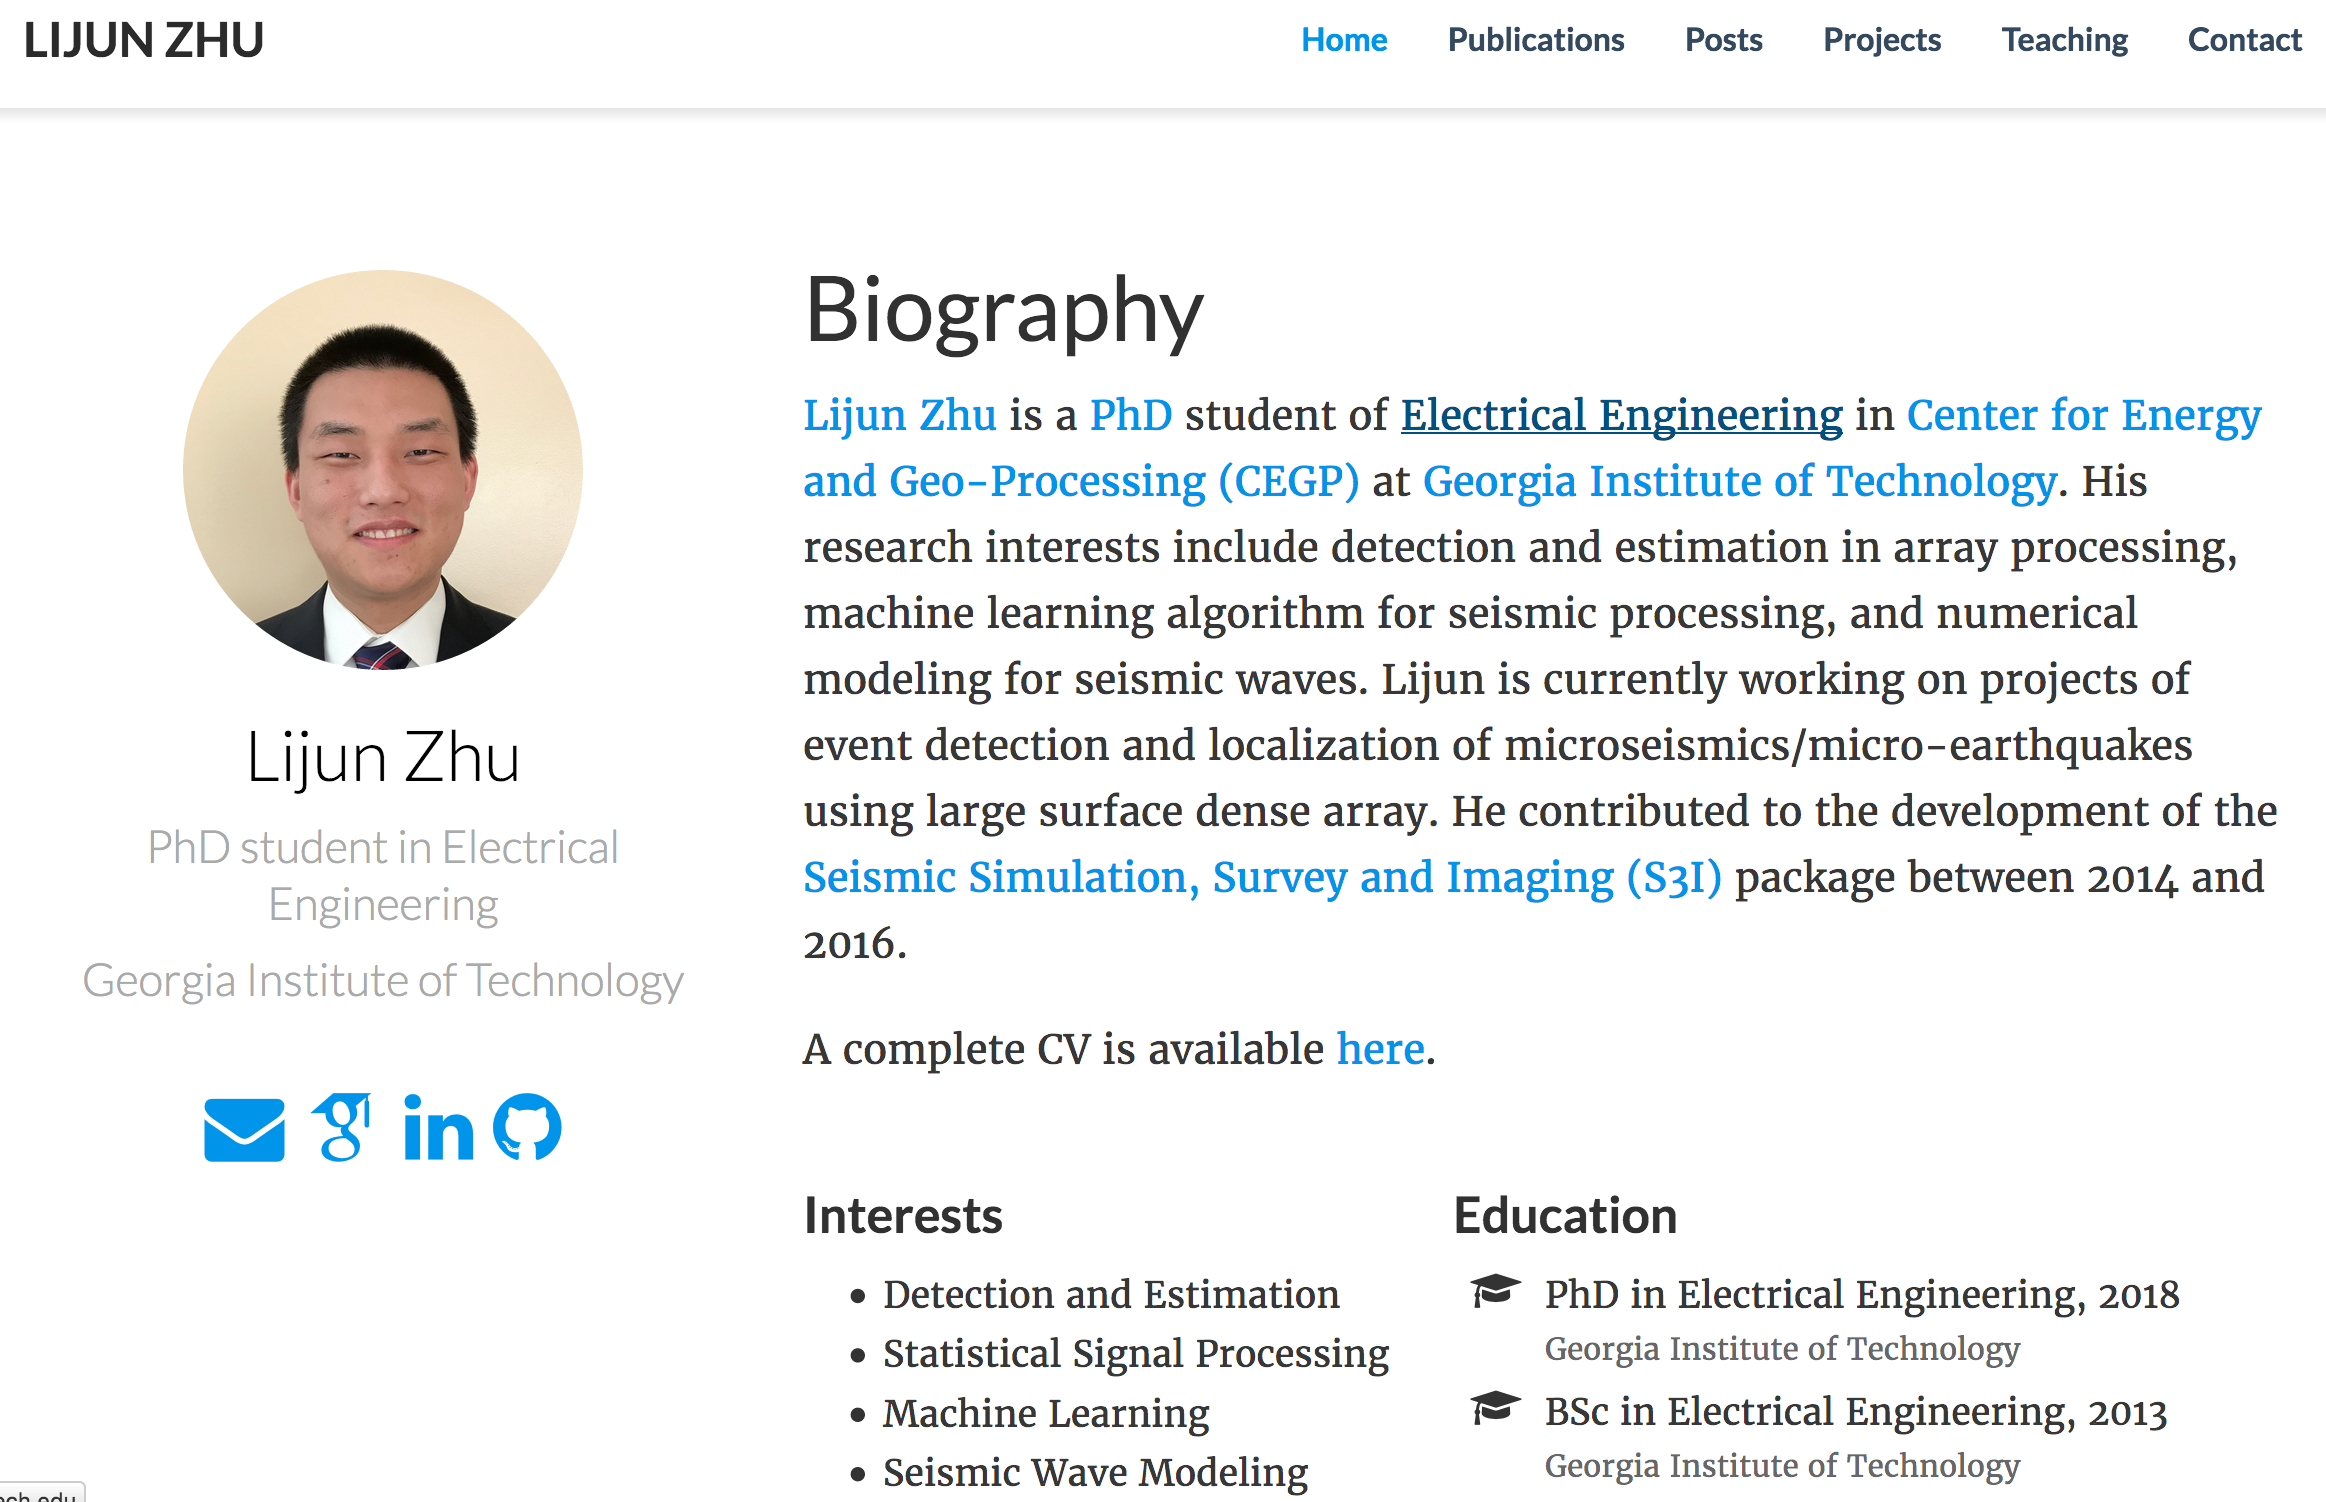 LIJUN ZHU
Home Publications Posts Projects Teaching Contact
Lijun Zhu
PhD student in Electrical
Engineering
Georgia Institute of Technology
Biography
Lijun Zhu is a PhD student of Electrical Engineering in Center for Energy
and Geo-Processing (CEGP) at Georgia Institute of Technology. His
research interests include detection and estimation in array processing,
machine learning algorithm for seismic processing, and numerical
modeling for seismic waves. Lijun is currently working on projects of
event detection and localization of microseismics/micro-earthquakes
using large surface dense array. He contributed to the development of the
Seismic Simulation, Survey and Imaging (S3I) package between 2014 and
2016.
A complete CV is available here.
Interests
Detection and Estimation
Statistical Signal Processing
Machine Learning
Seismic Wave Modeling
Education
PhD in Electrical Engineering, 2018
Georgia Institute of Technology
BSc in Electrical Engineering, 2013
Georgia Institute of Technology